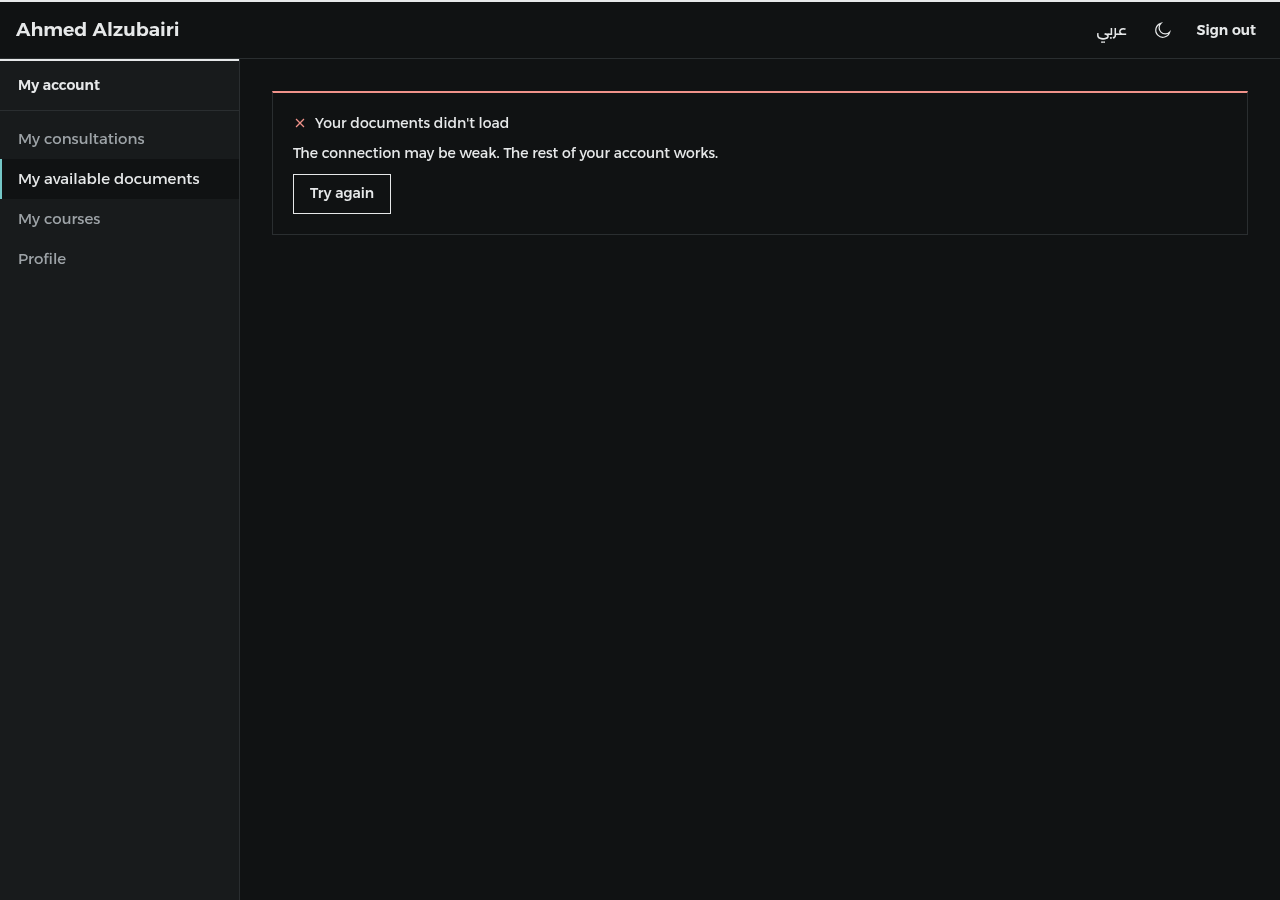 Ahmed Alzubairi
عربي
Sign out
My account
My consultations
My available documents
My courses
Profile
Your documents didn't load
The connection may be weak. The rest of your account works.
Try again